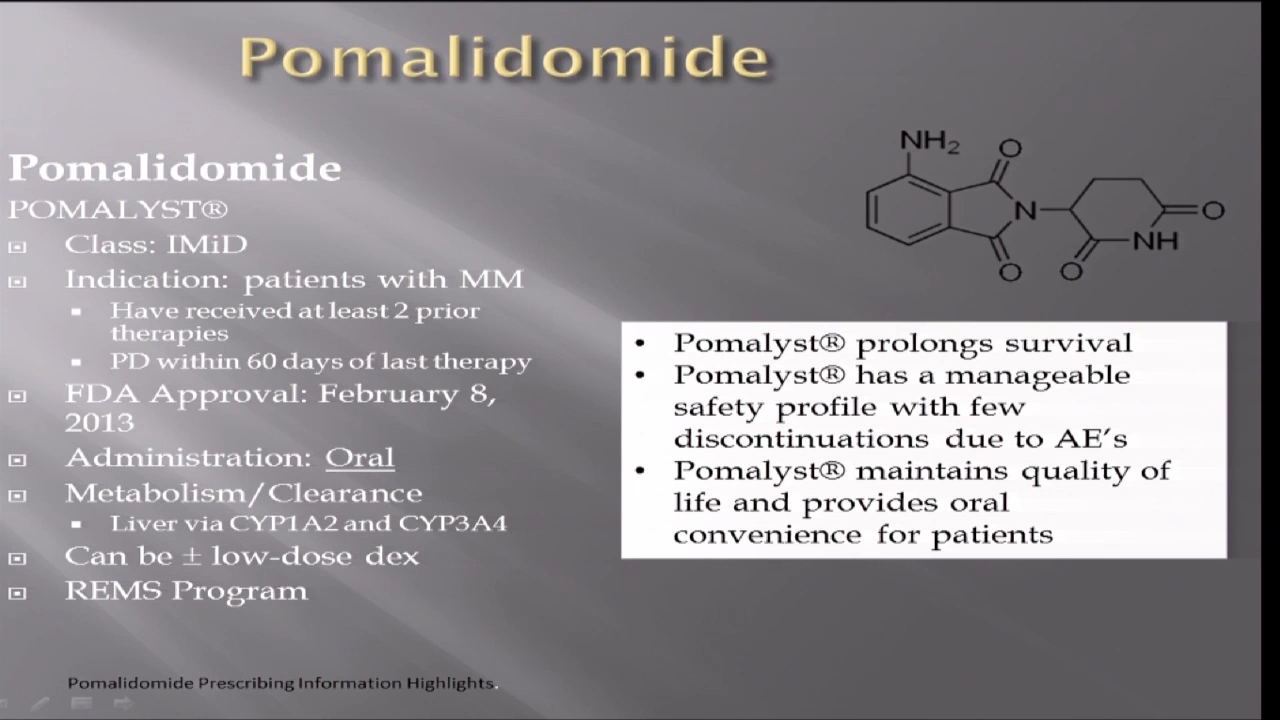 Pomalidomide
Pomalidomide
POMALYST®
Class: IMiD
Indication: patients with MM
Have received at least 2 prior
therapies
PD within 60 days of last therapy
FDA Approval: February 8,
2013
Administration: Oral
Metabolism/Clearance
Liver via CYP1A2 and CYP3A4
Can be ± low-dose dex
REMS Program
NH2
O
N
O
NH
O
O
• Pomalyst® prolongs survival
• Pomalyst® has a manageable
safety profile with few
discontinuations due to AE’s
• Pomalyst® maintains quality of
life and provides oral
convenience for patients
Pomalidomide Prescribing Information Highlights.